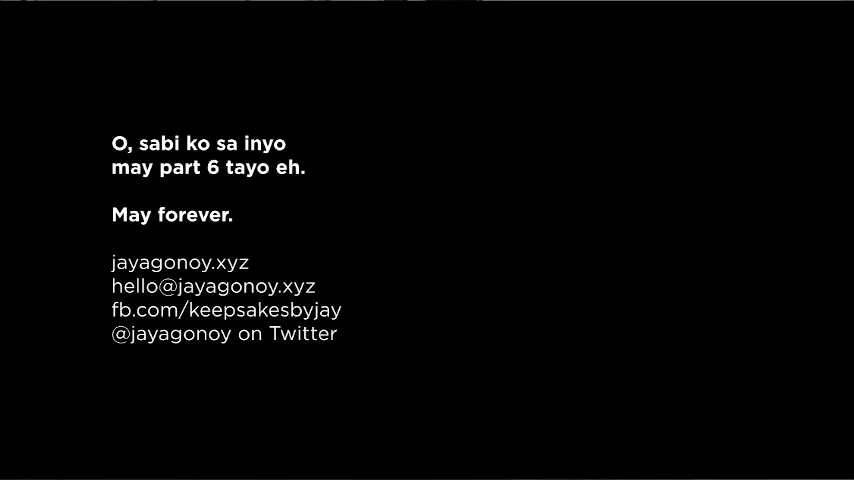 O, sabi ko sa inyo
may part 6 tayo eh.
May forever.
jayagonoy.xyz
hello@jayagonoy.xyz
fb.com/keepsakesbyjay
@jayagonoy on Twitter